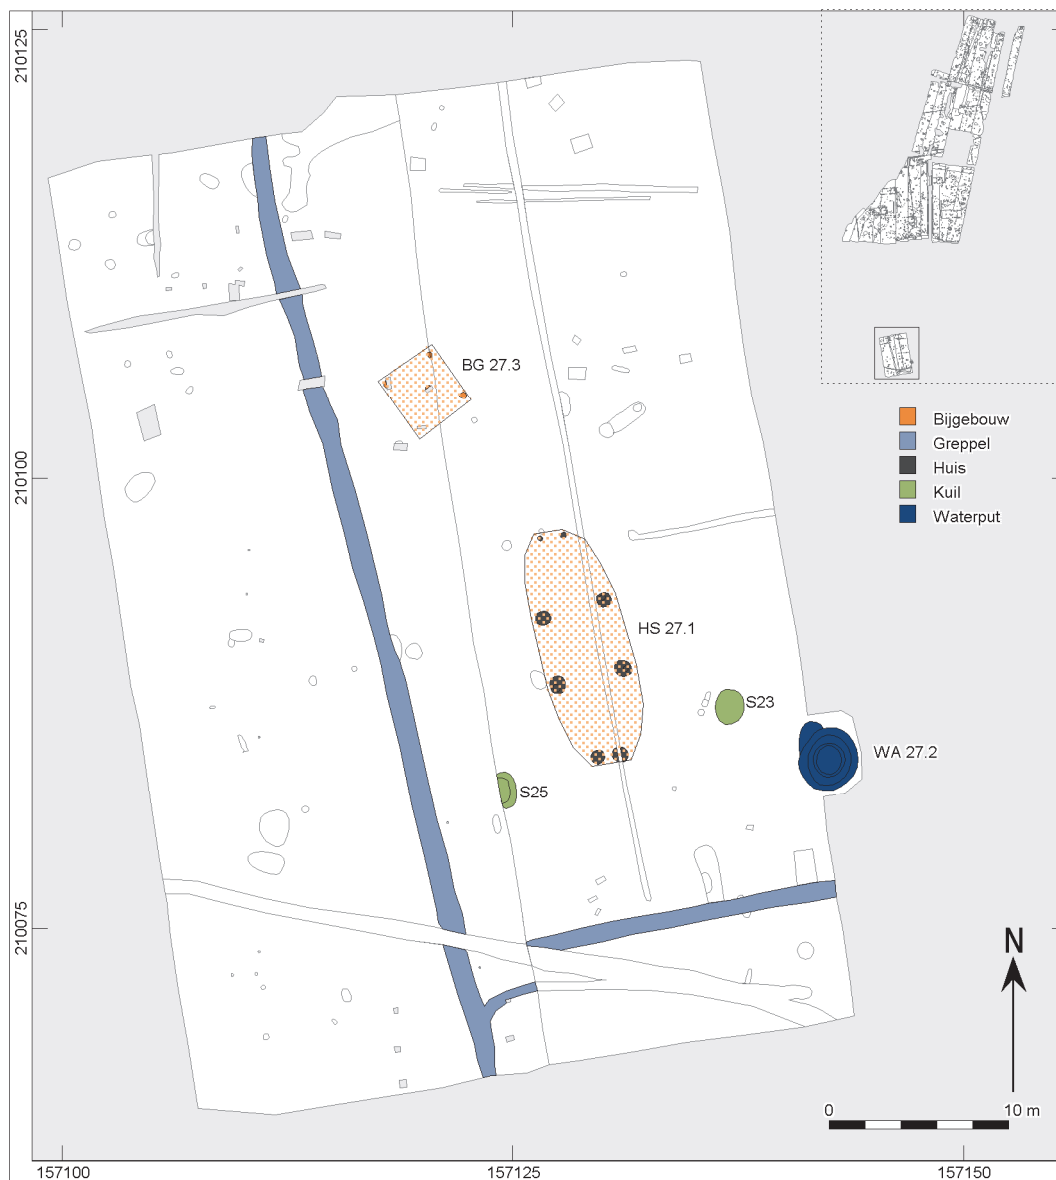 210125
BG 27.3
Bijgebouw
Greppel
Huis
Kuil
Waterput
210100
HS 27.1
S23
WA 27.2
S25
210075
N
0 10 m
157100 157125 157150